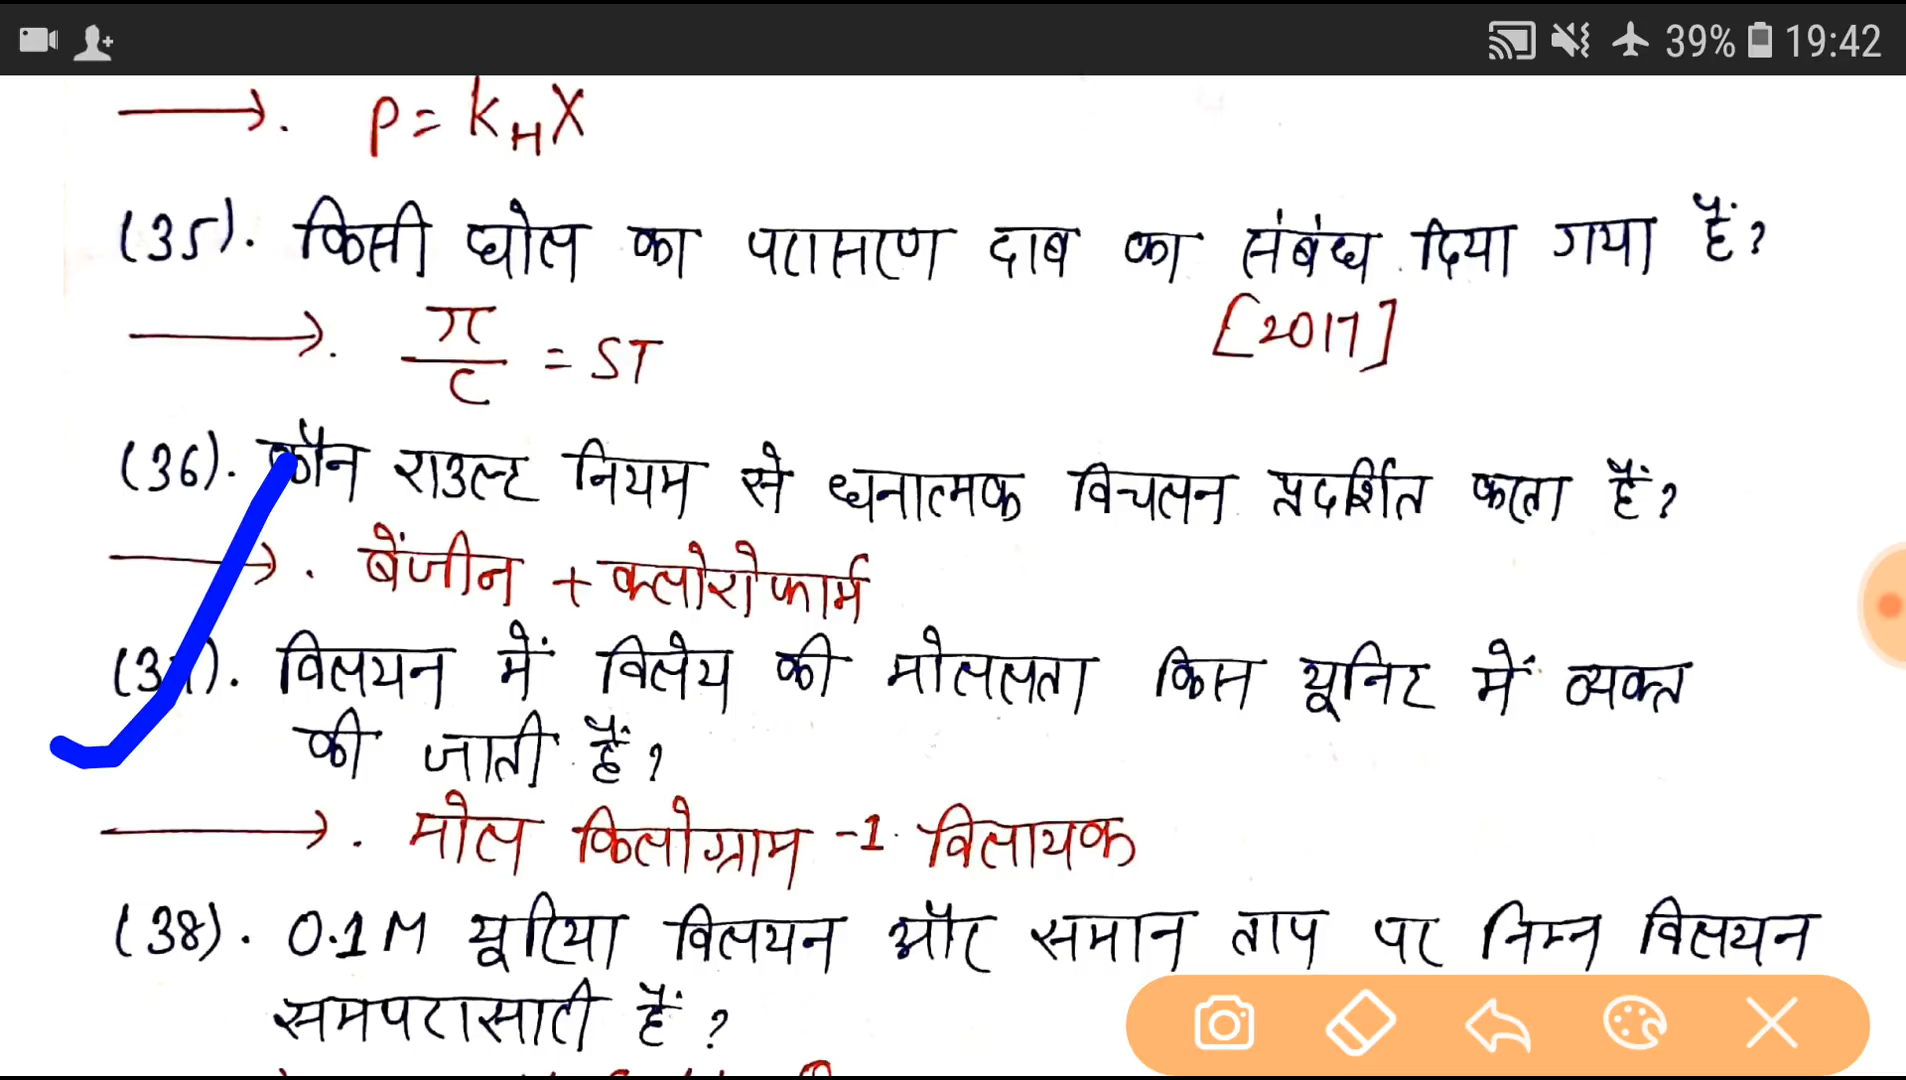 39% 19:42
→. P = K_H X
(35). किसी घोल का परासरण दाब का संबंध दिया गया हैं?
→. π/C = ST [2017]
(36). कौन राउल्ट नियम से धनात्मक विचलन प्रदर्शित करता हैं?
→. बेंजीन + क्लोरोफार्म
(37). विलयन में विलेय की मोललता किस यूनिट में व्यक्त
की जाती हैं?
→. मोल किलोग्राम -1 विलायक
(38). 0.1M यूरिया विलयन और समान ताप पर निम्न विलयन
समपरासारी हैं?